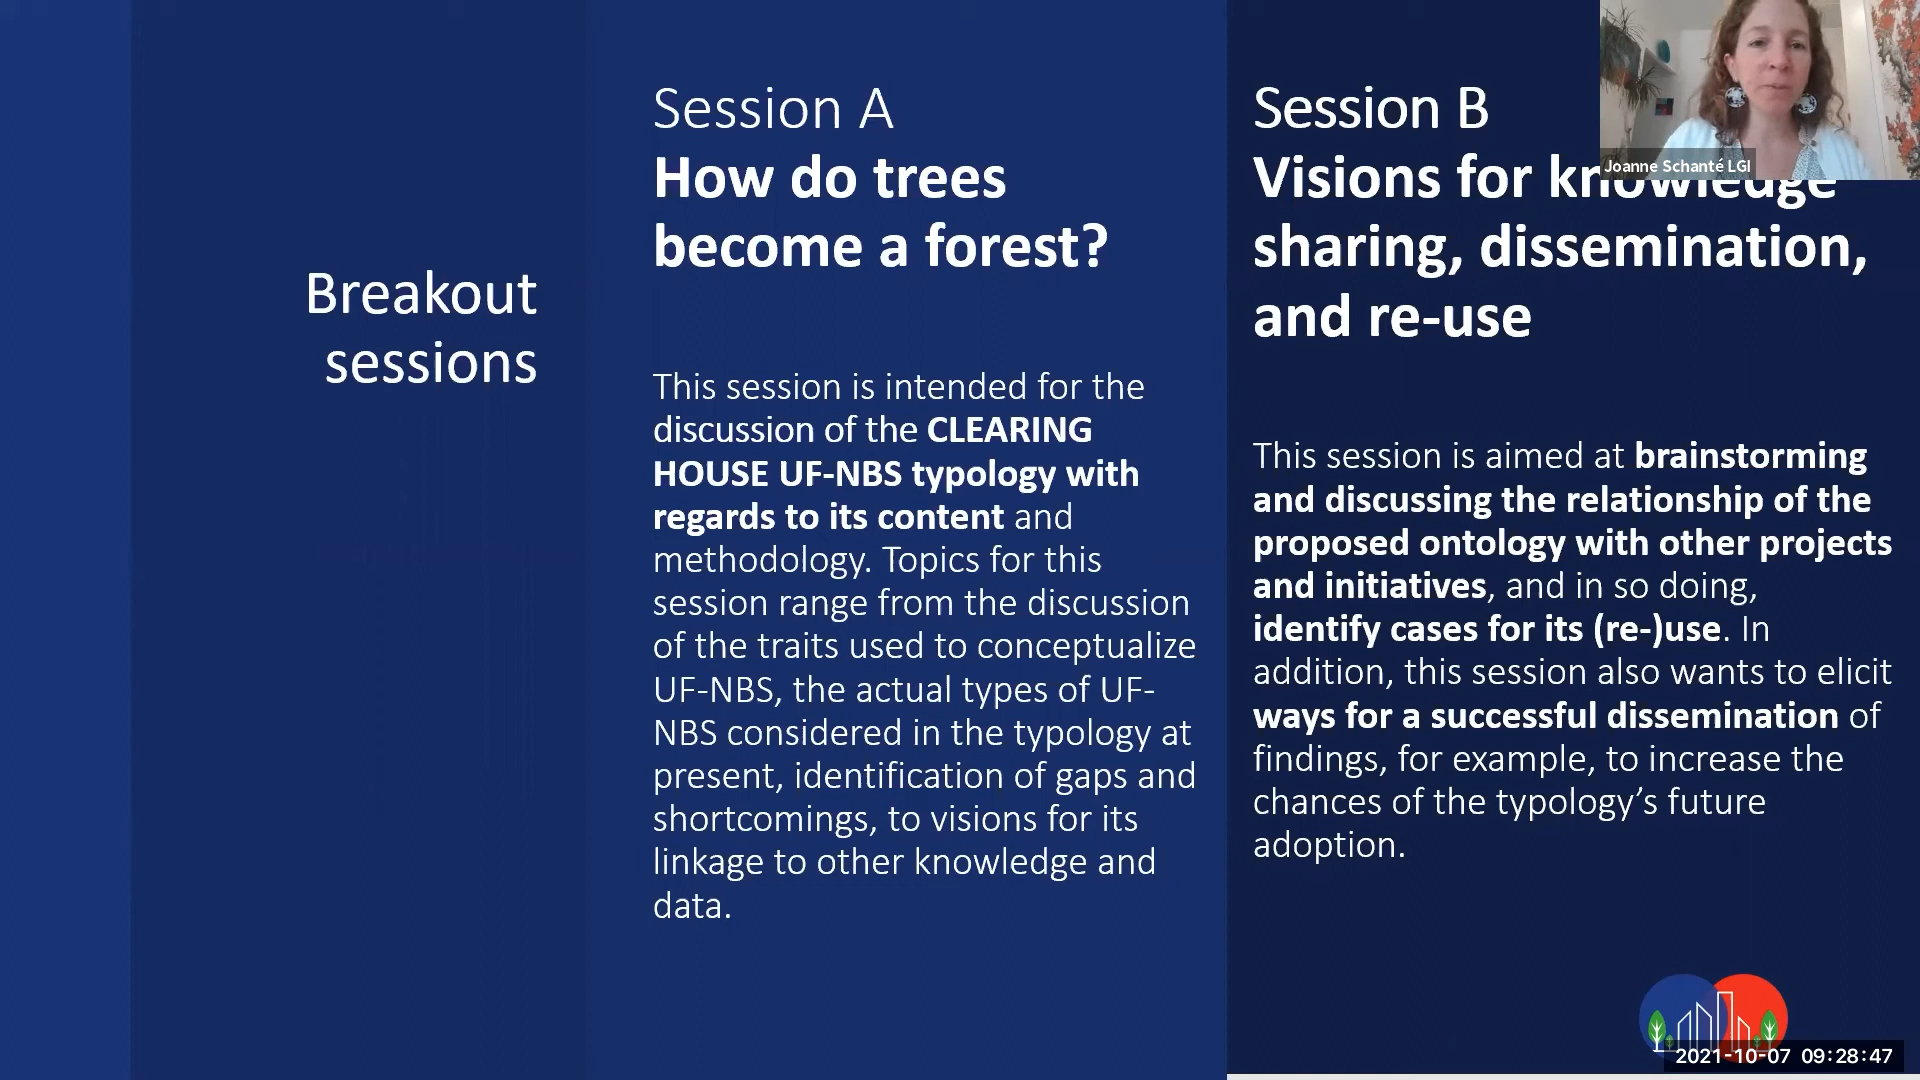 Breakout
sessions
Session A
How do trees
become a forest?
This session is intended for the
discussion of the CLEARING
HOUSE UF-NBS typology with
regards to its content and
methodology. Topics for this
session range from the discussion
of the traits used to conceptualize
UF-NBS, the actual types of UF-
NBS considered in the typology at
present, identification of gaps and
shortcomings, to visions for its
linkage to other knowledge and
data.
Session B
Visions for knowledge
sharing, dissemination,
and re-use
This session is aimed at brainstorming
and discussing the relationship of the
proposed ontology with other projects
and initiatives, and in so doing,
identify cases for its (re-)use. In
addition, this session also wants to elicit
ways for a successful dissemination of
findings, for example, to increase the
chances of the typology’s future
adoption.
Joanne Schanté LGI
2021-10-07 09:28:47